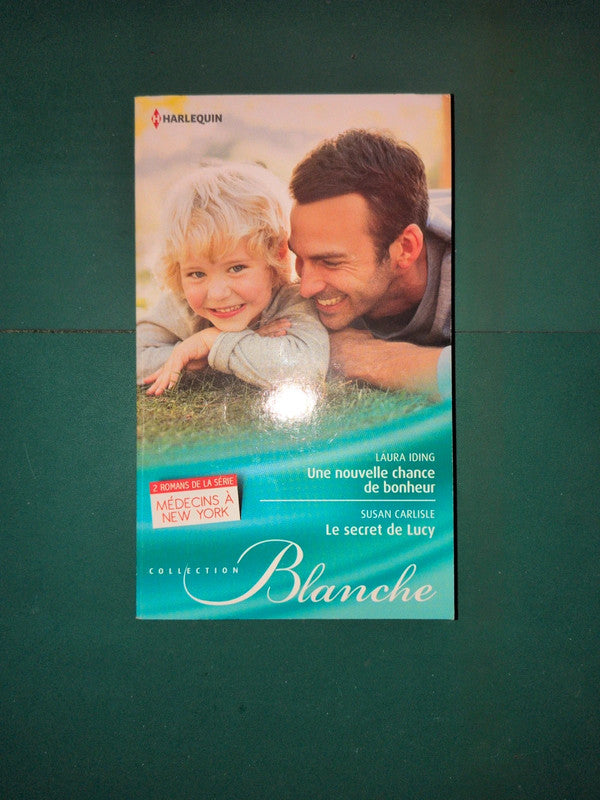 HARLEQUIN
LAURA IDING
Une nouvelle chance
de bonheur
2 ROMANS DE LA SÉRIE
MÉDECINS À
NEW YORK
SUSAN CARLISLE
Le secret de Lucy
COLLECTION
Blanche